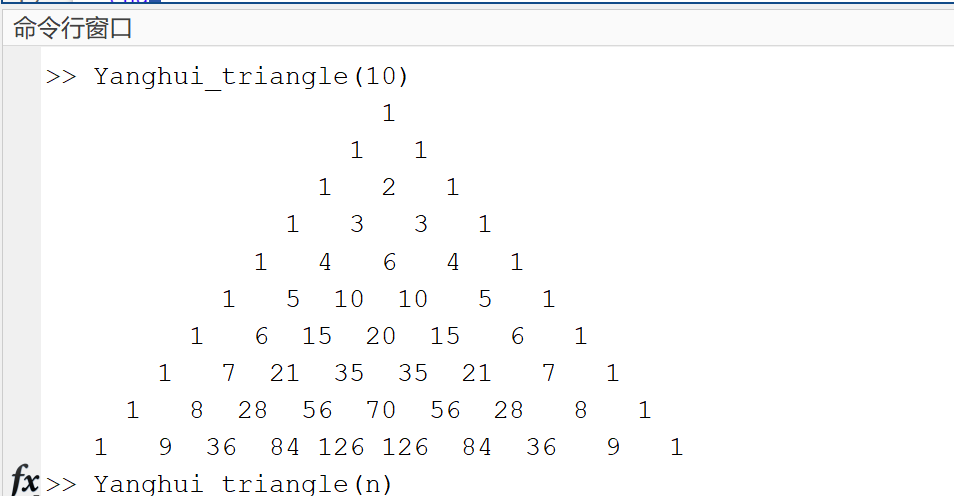 命令行窗口
>> Yanghui_triangle(10)
1
1 1
1 2 1
1 3 3 1
1 4 6 4 1
1 5 10 10 5 1
1 6 15 20 15 6 1
1 7 21 35 35 21 7 1
1 8 28 56 70 56 28 8 1
1 9 36 84 126 126 84 36 9 1
fx >> Yanghui triangle(n)